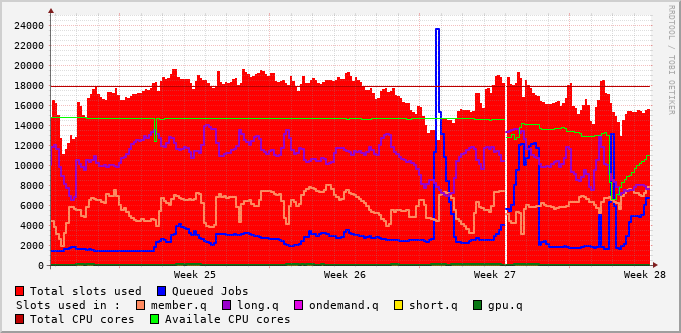 24000
22000
20000
18000
16000
14000
12000
10000
8000
6000
4000
2000
0
Week 25 Week 26 Week 27 Week 28
Total slots used Queued Jobs
Slots used in : member.q long.q ondemand.q short.q gpu.q
Total CPU cores Availale CPU cores
RRDTOOL / TOBI OETIKER